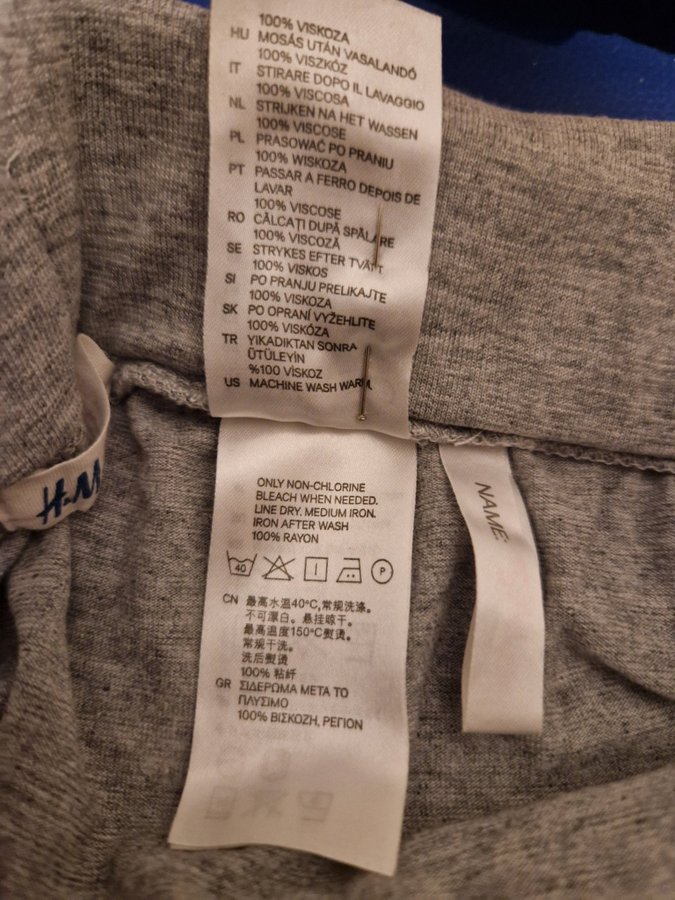 100% VISKOZA
HU MOSÁS UTÁN VASALANDÓ
100% VISZKÓZ
IT STIRARE DOPO IL LAVAGGIO
100% VISCOSA
NL STRIJKEN NA HET WASSEN
100% VISCOSE
PL PRASOWAĆ PO PRANIU
100% WISKOZA
PT PASSAR A FERRO DEPOIS DE
LAVAR
100% VISCOSE
RO CĂLCAȚI DUPĂ SPĂLARE
100% VISCOZĂ
SE STRYKES EFTER TVÄTT
100% VISKOS
SI PO PRANJU PRELIKAJTE
100% VISKOZA
SK PO OPRANÍ VYŽEHLITE
100% VISKÓZA
TR YIKADIKTAN SONRA
ÜTÜLEYİN
%100 VİSKOZ
US MACHINE WASH WARM,
H&M
NAME:
ONLY NON-CHLORINE
BLEACH WHEN NEEDED.
LINE DRY. MEDIUM IRON.
IRON AFTER WASH
100% RAYON
40 P
CN 最高水温40°C,常规洗涤。
不可漂白。悬挂晾干。
最高温度150°C熨烫。
常规干洗。
洗后熨烫
100% 粘纤
GR ΣΙΔΕΡΩΜΑ ΜΕΤΑ ΤΟ
ΠΛΥΣΙΜΟ
100% ΒΙΣΚΟΖΗ, ΡΕΓΙΟΝ